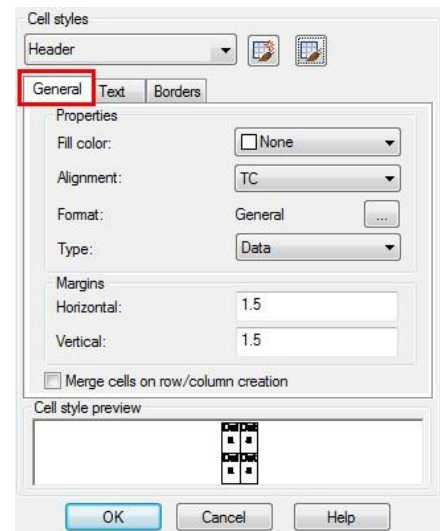 Cell styles
Header
General Text Borders
Properties
Fill color: None
Alignment: TC
Format: General ...
Type: Data
Margins
Horizontal: 1.5
Vertical: 1.5
Merge cells on row/column creation
Cell style preview
OK Cancel Help